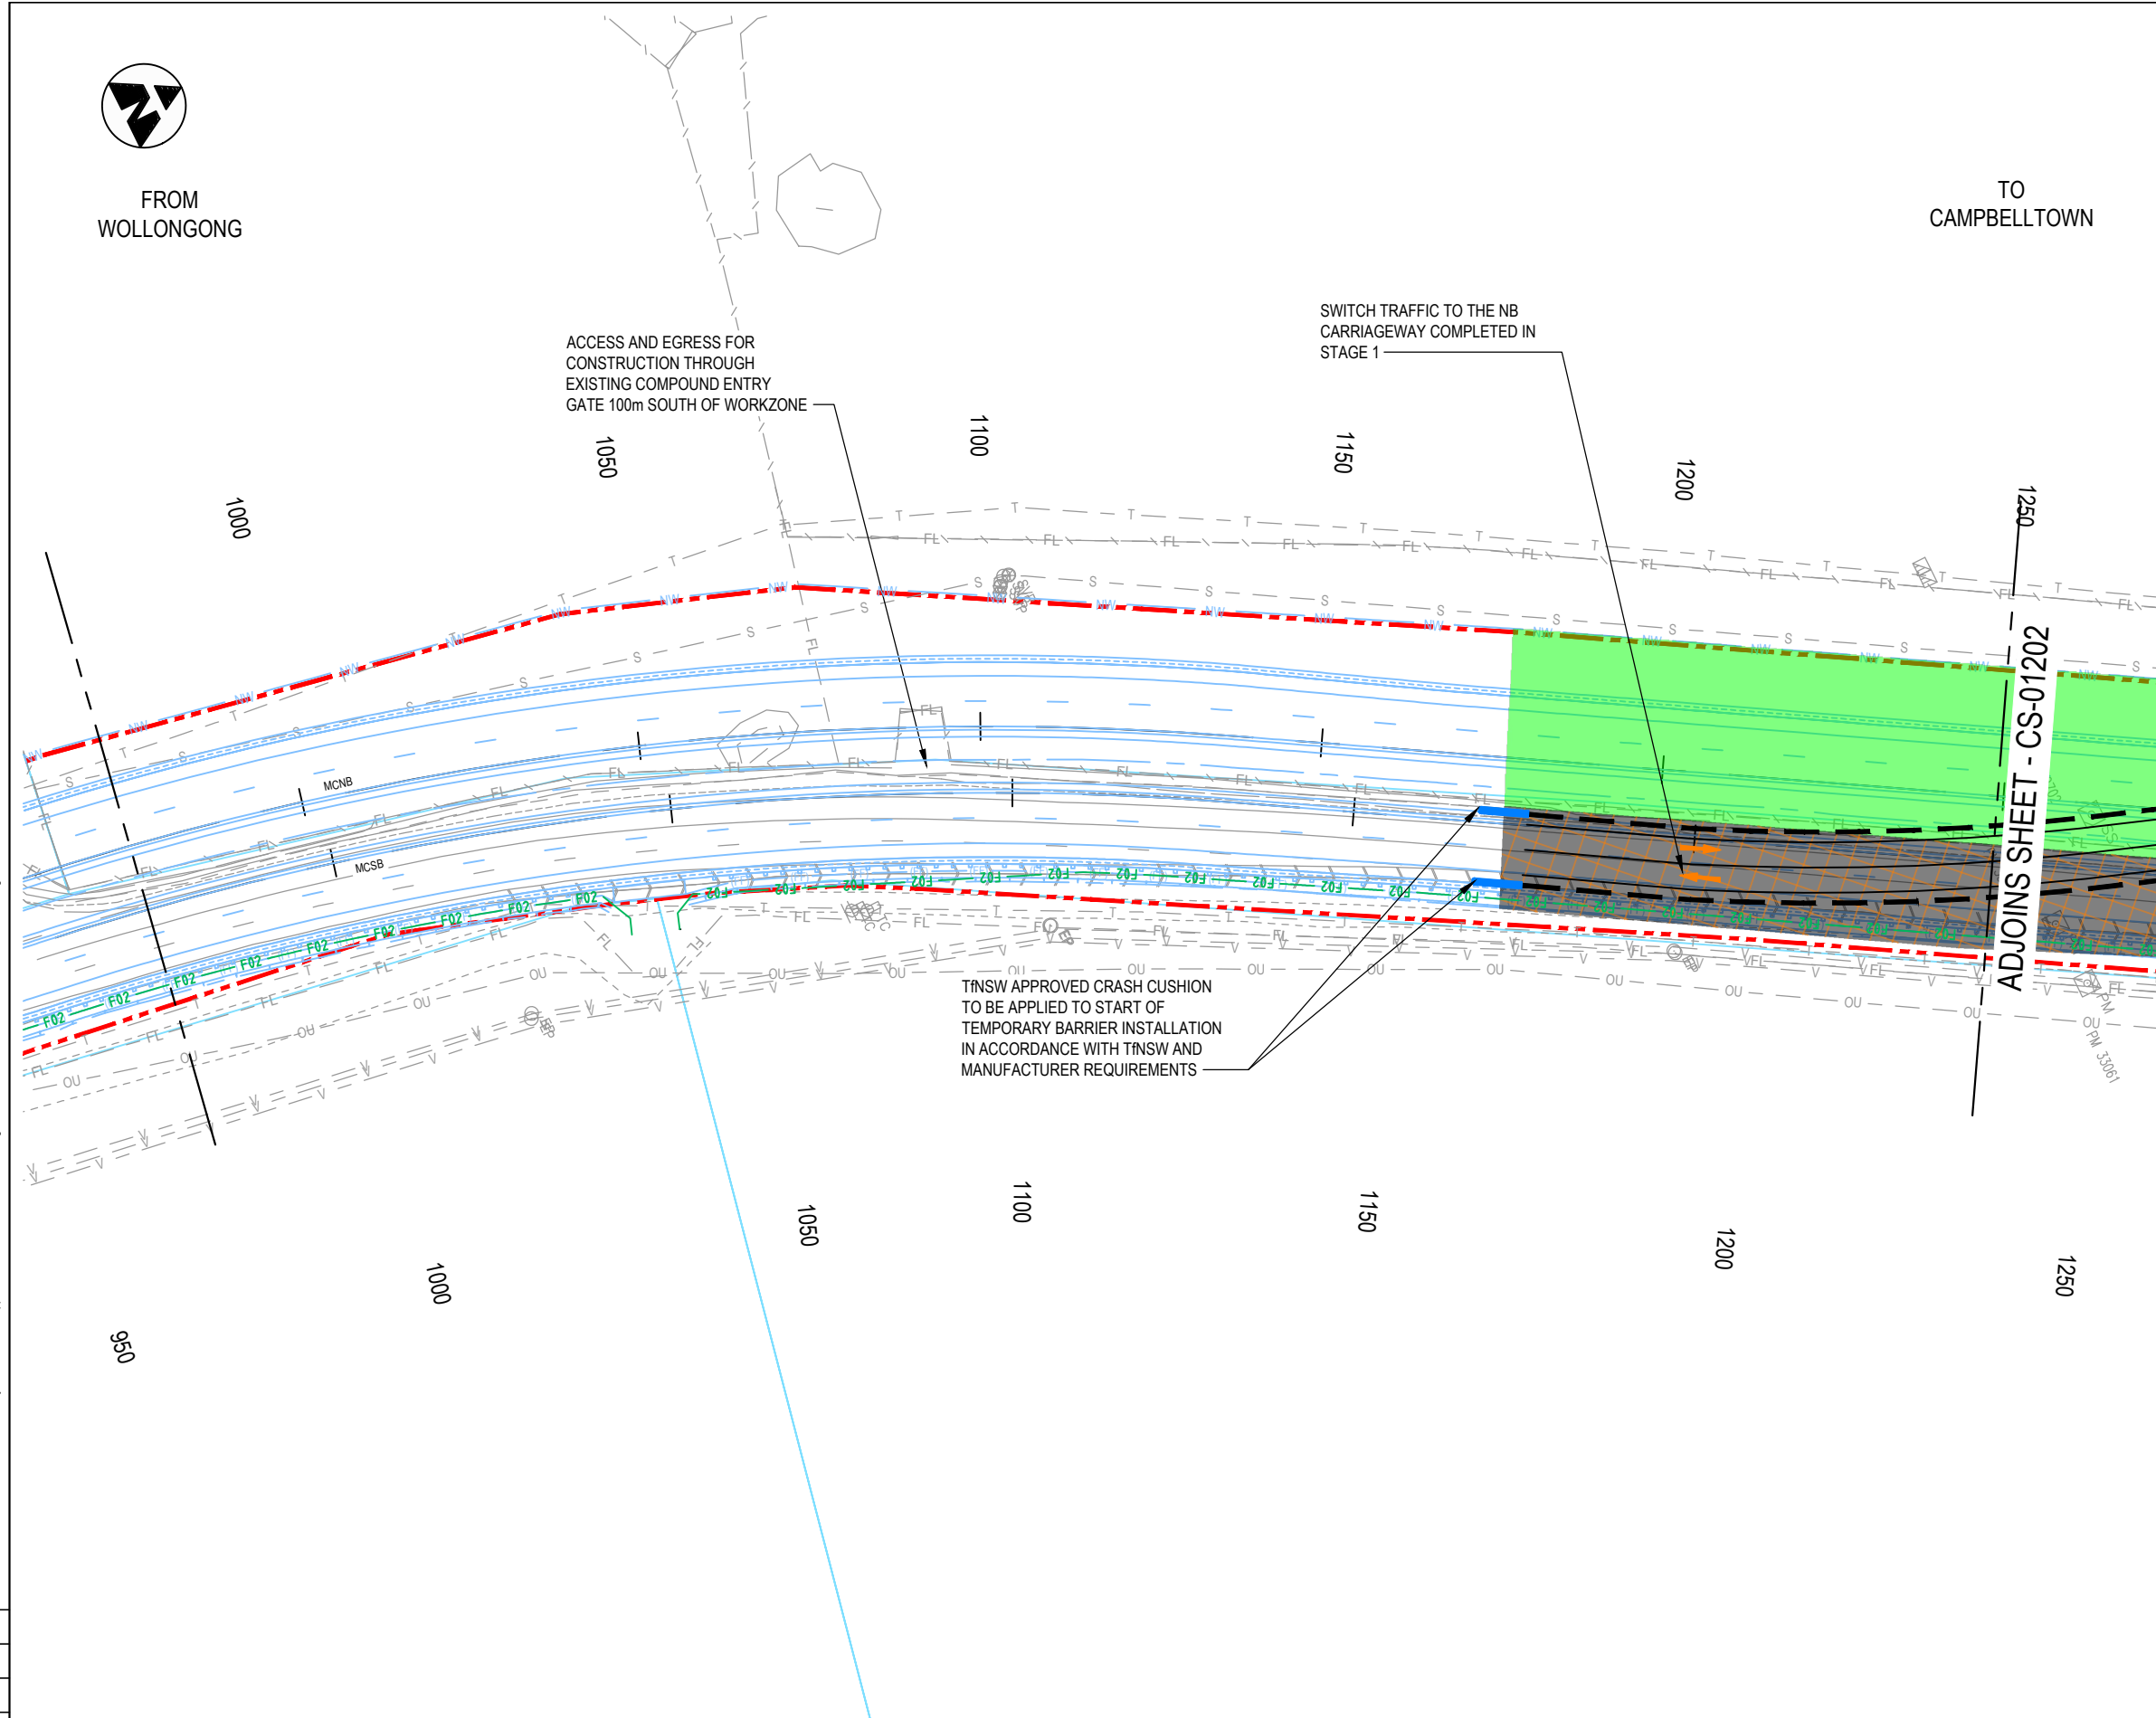 FROM
WOLLONGONG
TO
CAMPBELLTOWN
SWITCH TRAFFIC TO THE NB
CARRIAGEWAY COMPLETED IN
STAGE 1
ACCESS AND EGRESS FOR
CONSTRUCTION THROUGH
EXISTING COMPOUND ENTRY
GATE 100m SOUTH OF WORKZONE
1000
1050
1100
1150
1200
1250
MCNB
MCSB
ADJOINS SHEET - CS-01202
TfNSW APPROVED CRASH CUSHION
TO BE APPLIED TO START OF
TEMPORARY BARRIER INSTALLATION
IN ACCORDANCE WITH TfNSW AND
MANUFACTURER REQUIREMENTS
PM 33061
950
1000
1050
1100
1150
1200
1250